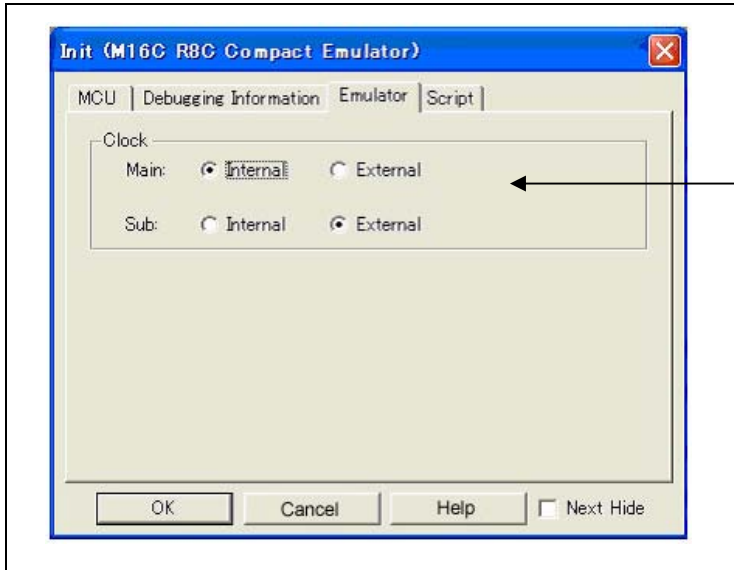 Init (M16C R8C Compact Emulator)
MCU Debugging Information Emulator Script
Clock
Main: Internal External
Sub: Internal External
OK Cancel Help Next Hide